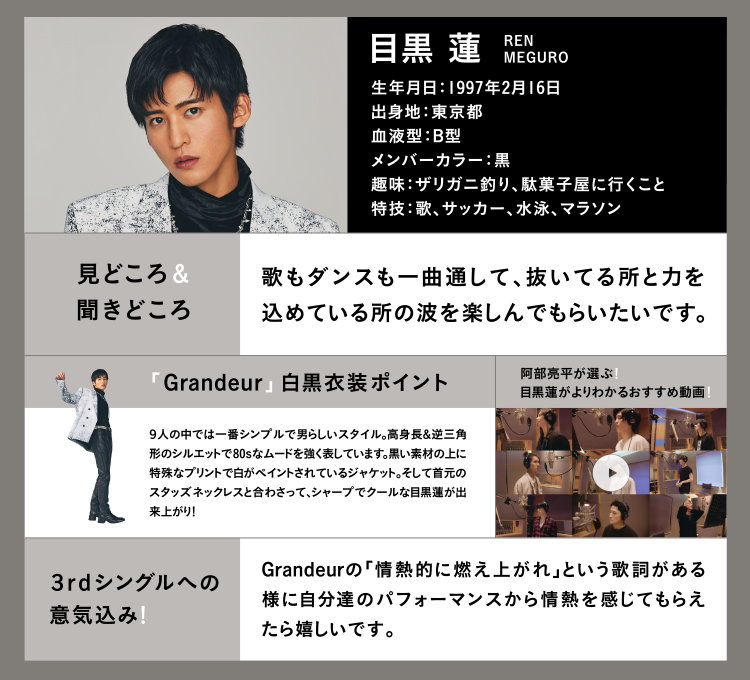 目黒 蓮
REN
MEGURO
生年月日：1997年2月16日
出身地：東京都
血液型：B型
メンバーカラー：黒
趣味：ザリガニ釣り、駄菓子屋に行くこと
特技：歌、サッカー、水泳、マラソン
見どころ&
聞きどころ
歌もダンスも一曲通して、抜いてる所と力を
込めている所の波を楽しんでもらいたいです。
「Grandeur」白黒衣装ポイント
9人の中では一番シンプルで男らしいスタイル。高身長&逆三角
形のシルエットで80sなムードを強く表しています。黒い素材の上に
特殊なプリントで白がペイントされているジャケット。そして首元の
スタッズネックレスと合わさって、シャープでクールな目黒蓮が出
来上がり！
阿部亮平が選ぶ！
目黒蓮がよりわかるおすすめ動画！
3rdシングルへの
意気込み！
Grandeurの「情熱的に燃え上がれ」という歌詞がある
様に自分達のパフォーマンスから情熱を感じてもらえ
たら嬉しいです。